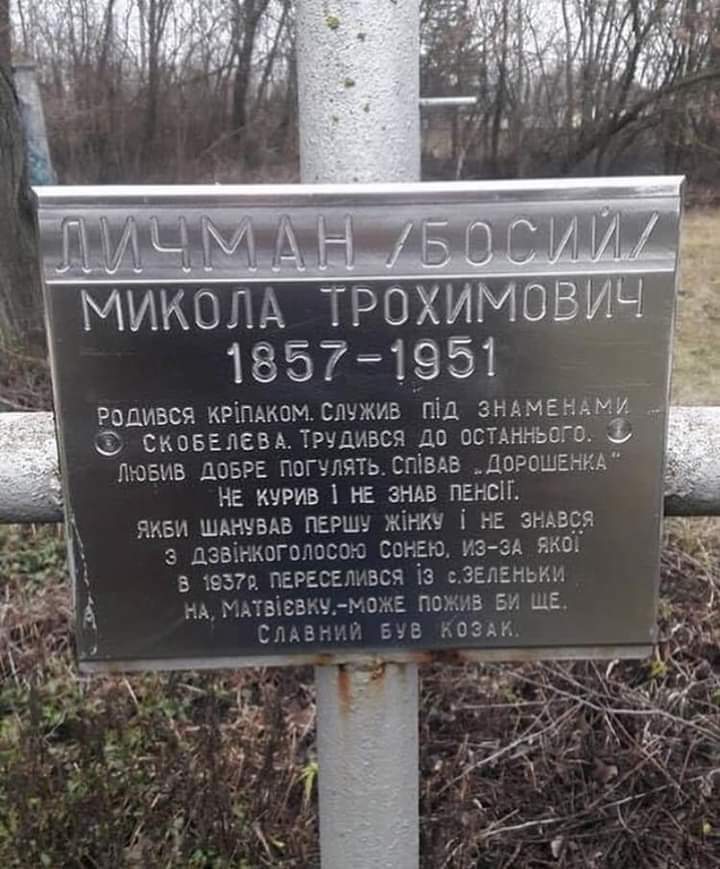 ЛИЧМАН /БОСИЙ/
МИКОЛА ТРОХИМОВИЧ
1857-1951
РОДИВСЯ КРІПАКОМ. СЛУЖИВ ПІД ЗНАМЕНАМИ
СКОБЕЛЄВА. ТРУДИВСЯ ДО ОСТАННЬОГО.
ЛЮБИВ ДОБРЕ ПОГУЛЯТЬ. СПІВАВ „ДОРОШЕНКА"
НЕ КУРИВ І НЕ ЗНАВ ПЕНСІЇ.
ЯКБИ ШАНУВАВ ПЕРШУ ЖІНКУ І НЕ ЗНАВСЯ
З ДЗВІНКОГОЛОСОЮ СОНЕЮ, ИЗ-ЗА ЯКОЇ
В 1937р. ПЕРЕСЕЛИВСЯ ІЗ с. ЗЕЛЕНЬКИ
НА, МАТВІЄВКУ,-МОЖЕ ПОЖИВ БИ ЩЕ.
СЛАВНИЙ БУВ КОЗАК.